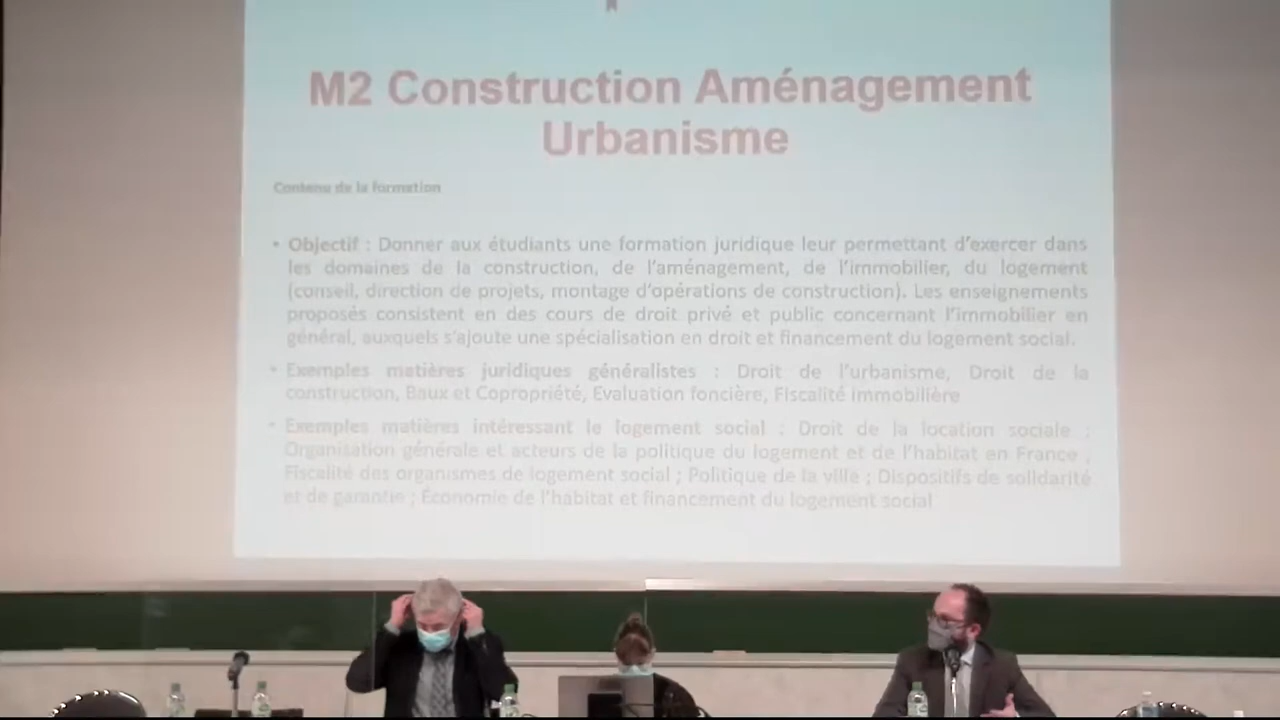 M2 Construction Aménagement
Urbanisme
Contenu de la formation
• Objectif : Donner aux étudiants une formation juridique leur permettant d'exercer dans
les domaines de la construction, de l'aménagement, de l'immobilier, du logement
(conseil, direction de projets, montage d'opérations de construction). Les enseignements
proposés consistent en des cours de droit privé et public concernant l'immobilier en
général, auxquels s'ajoute une spécialisation en droit et financement du logement social.
• Exemples matières juridiques généralistes : Droit de l'urbanisme, Droit de la
construction, Baux et Copropriété, Evaluation foncière, Fiscalité immobilière
• Exemples matières intéressant le logement social : Droit de la location sociale ;
Organisation générale et acteurs de la politique du logement et de l'habitat en France ,
Fiscalité des organismes de logement social ; Politique de la ville ; Dispositifs de solidarité
et de garantie ; Économie de l'habitat et financement du logement social